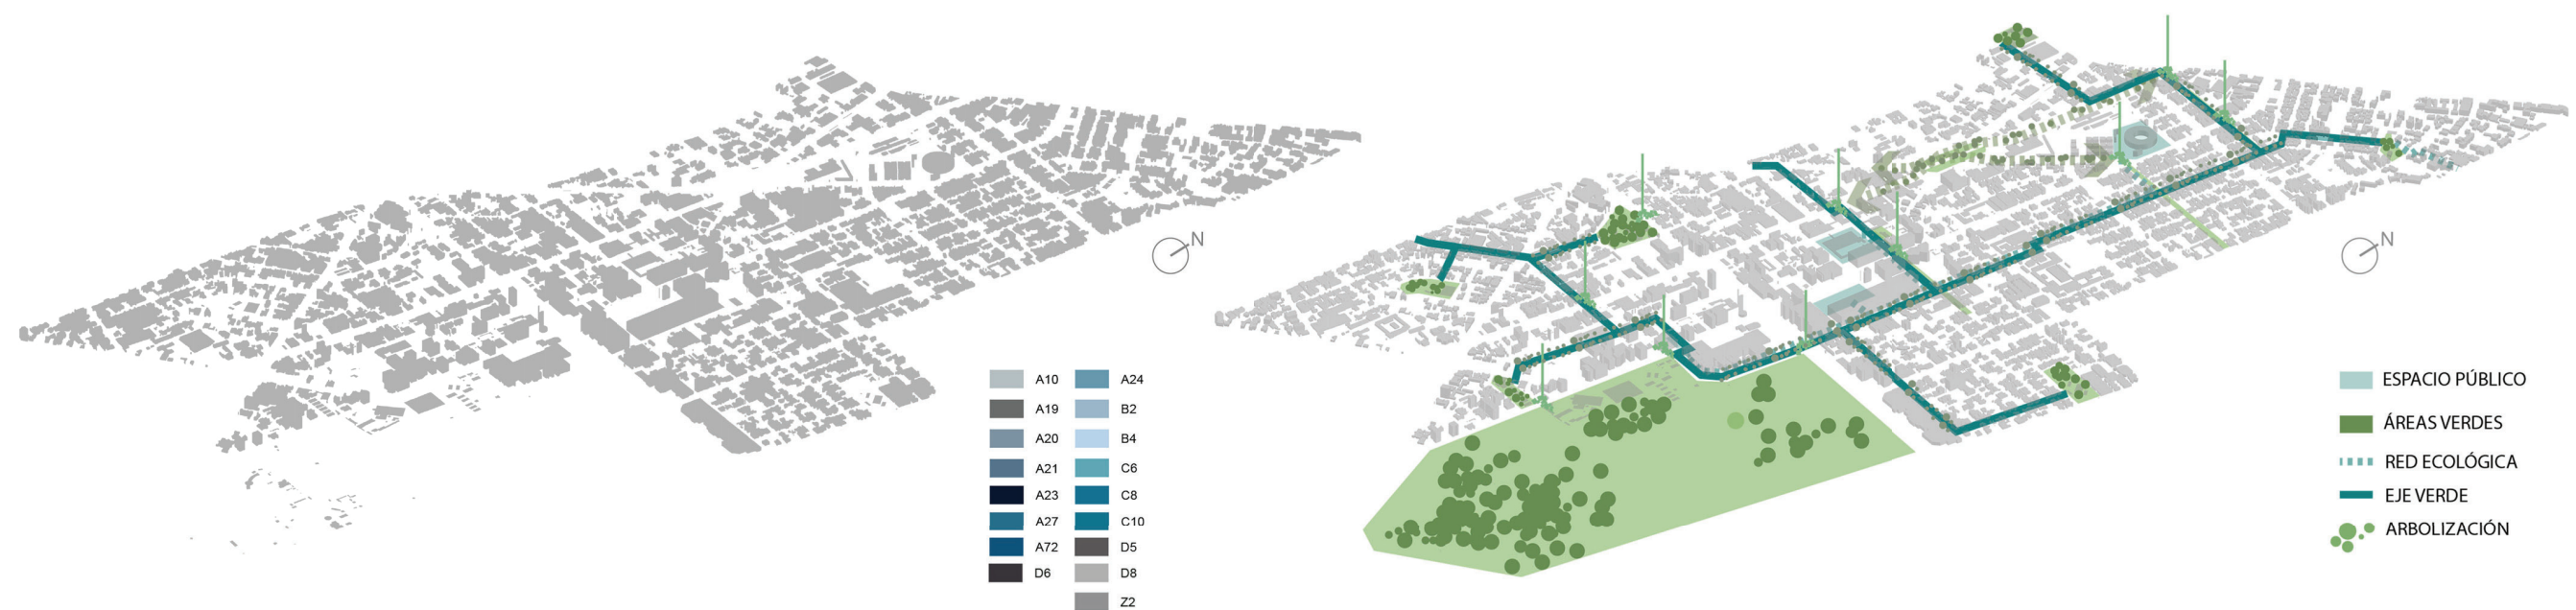 N
A10
A24
A19
B2
A20
B4
A21
C6
A23
C8
A27
C10
A72
D5
D6
D8
Z2
N
ESPACIO PÚBLICO
ÁREAS VERDES
RED ECOLÓGICA
EJE VERDE
ARBOLIZACIÓN